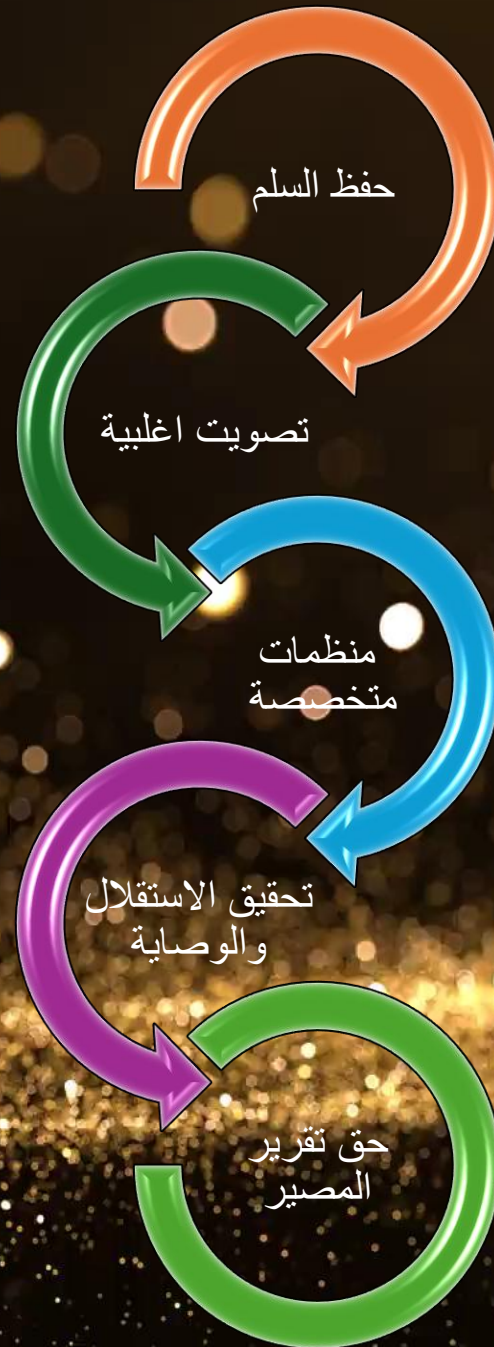 حفظ السلم
تصويت اغلبية
منظمات
متخصصة
تحقيق الاستقلال
والوصاية
حق تقرير
المصير